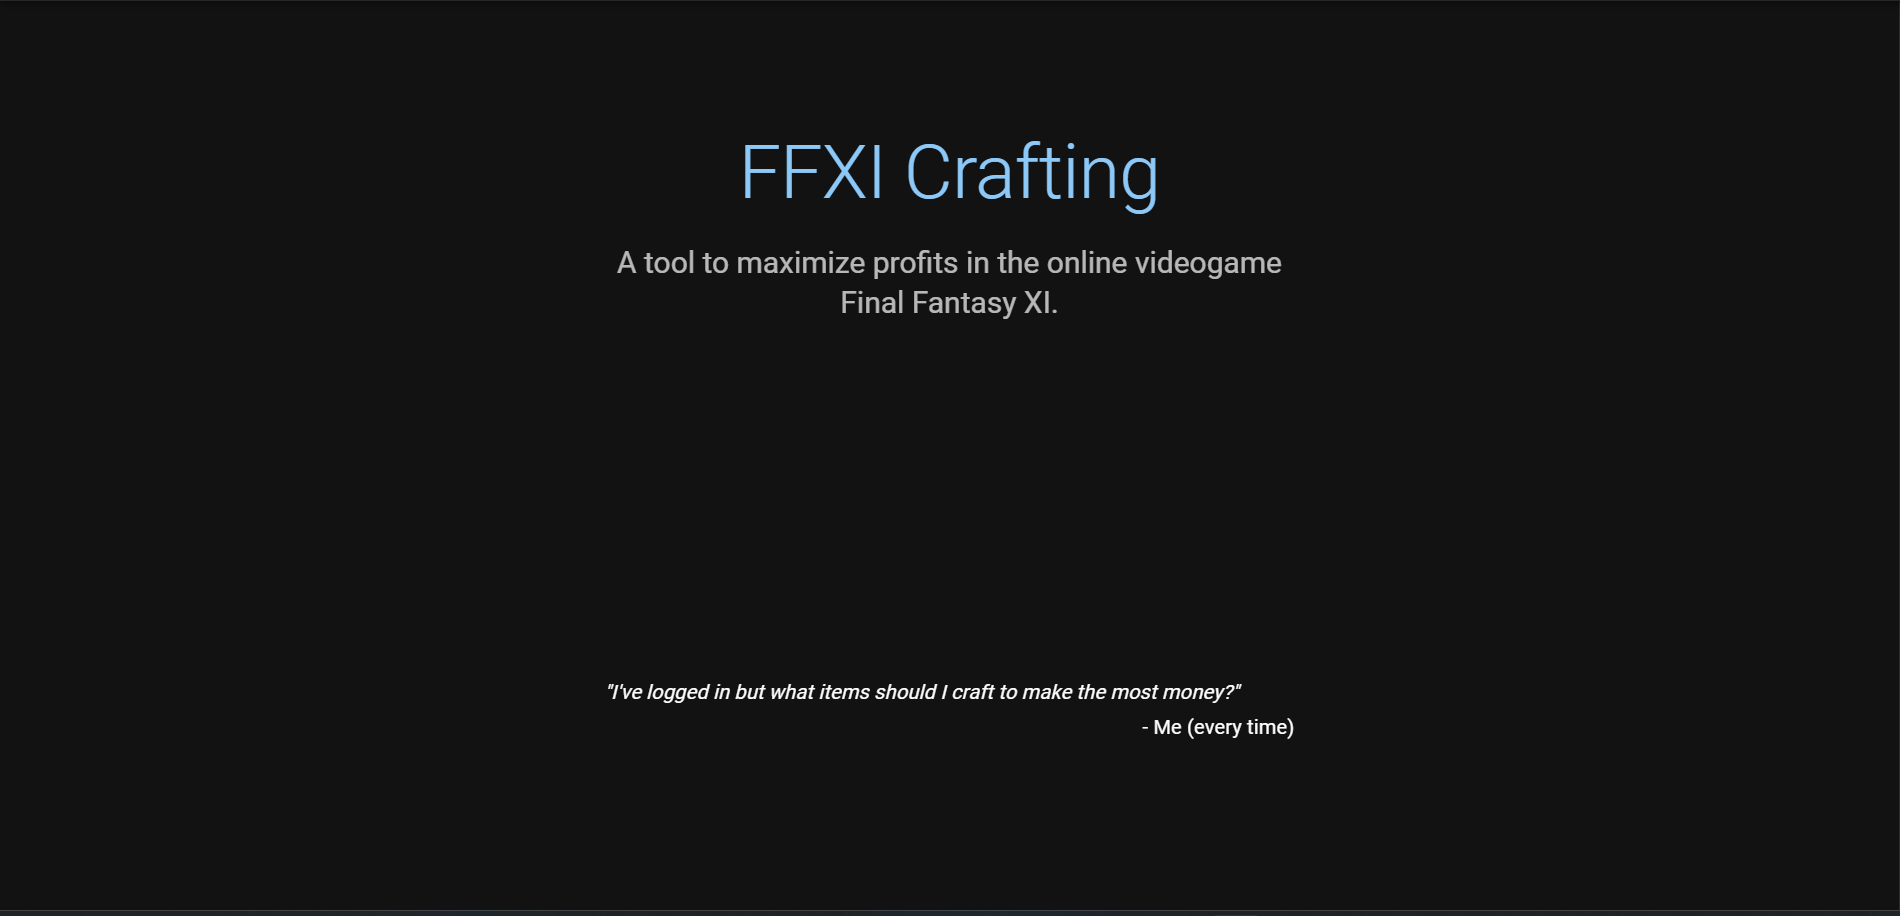 FFXI Crafting
A tool to maximize profits in the online videogame
Final Fantasy XI.
"I've logged in but what items should I craft to make the most money?"
- Me (every time)